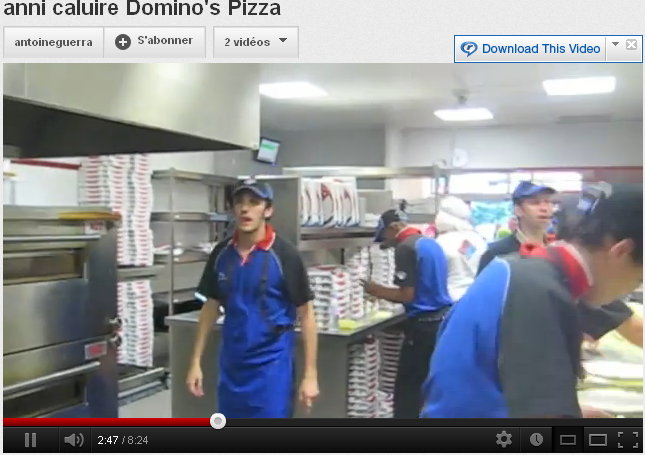 anni caluire Domino's Pizza
antoineguerra
S'abonner
2 vidéos
Download This Video
2:47 / 8:24